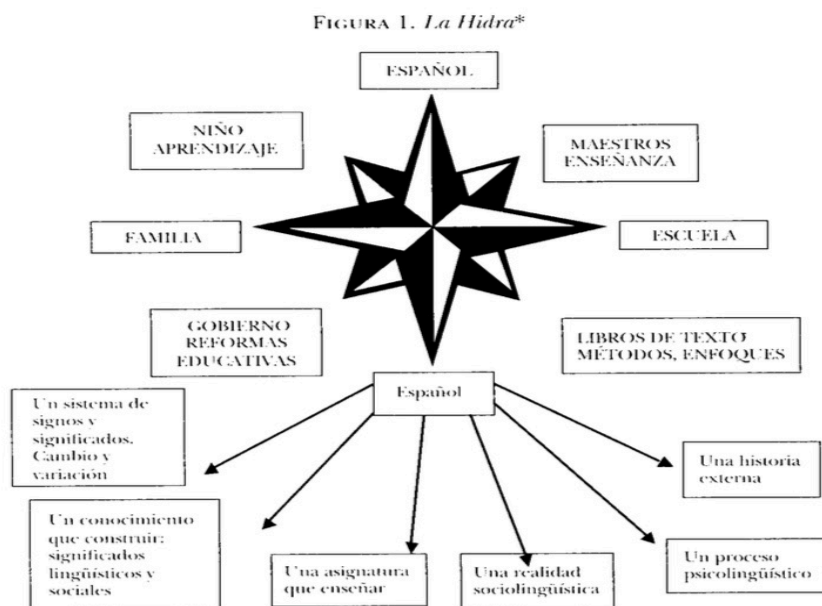 FIGURA 1. La Hidra*
ESPAÑOL
NIÑO
APRENDIZAJE
MAESTROS
ENSEÑANZA
FAMILIA
ESCUELA
GOBIERNO
REFORMAS
EDUCATIVAS
LIBROS DE TEXTO
MÉTODOS, ENFOQUES
Español
Un sistema de
signos y
significados.
Cambio y
variación
Una historia
externa
Un conocimiento
que construir:
significados
lingüísticos y
sociales
Una asignatura
que enseñar
Una realidad
sociolingüística
Un proceso
psicolingüístico